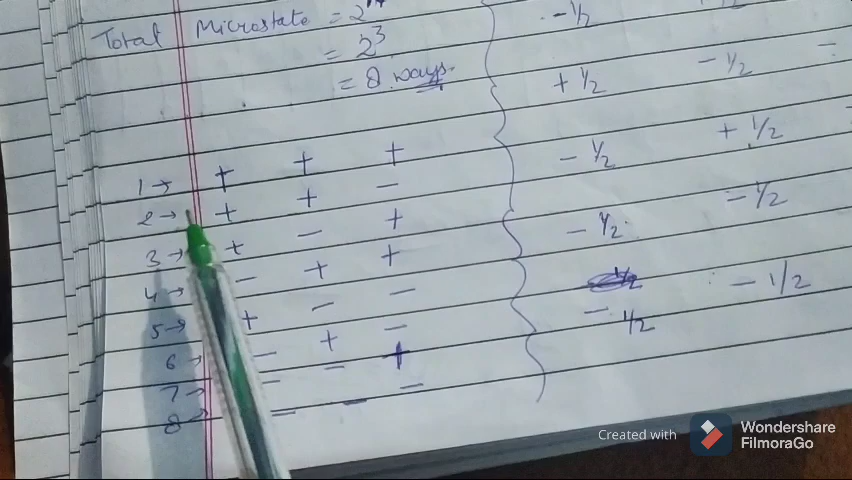 Total Microstate = 2
= 2³
= 8 ways.
1 → + + +
2 → + + -
3 → + - +
4 → - + +
5 → + - -
6 → - + -
7 → - - +
8 → - - -
- 1/2
+ 1/2 - 1/2 -
- 1/2 + 1/2
- 1/2 - 1/2
- 1/2 - 1/2
Created with Wondershare FilmoraGo